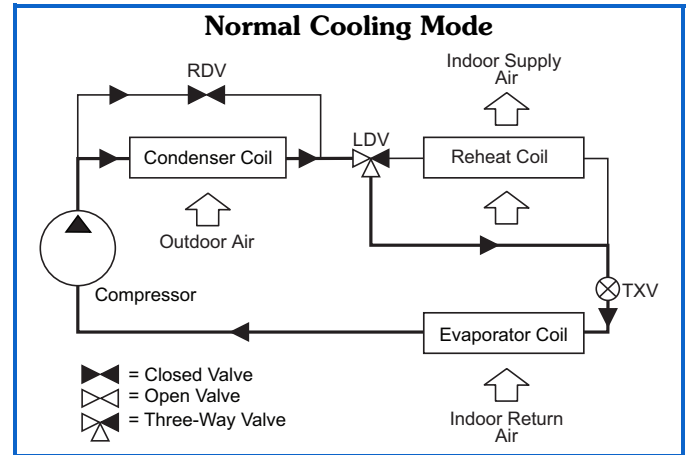 Normal Cooling Mode
RDV
Indoor Supply
Air
LDV
Condenser Coil
Reheat Coil
Outdoor Air
Compressor
TXV
Evaporator Coil
= Closed Valve
= Open Valve
= Three-Way Valve
Indoor Return
Air